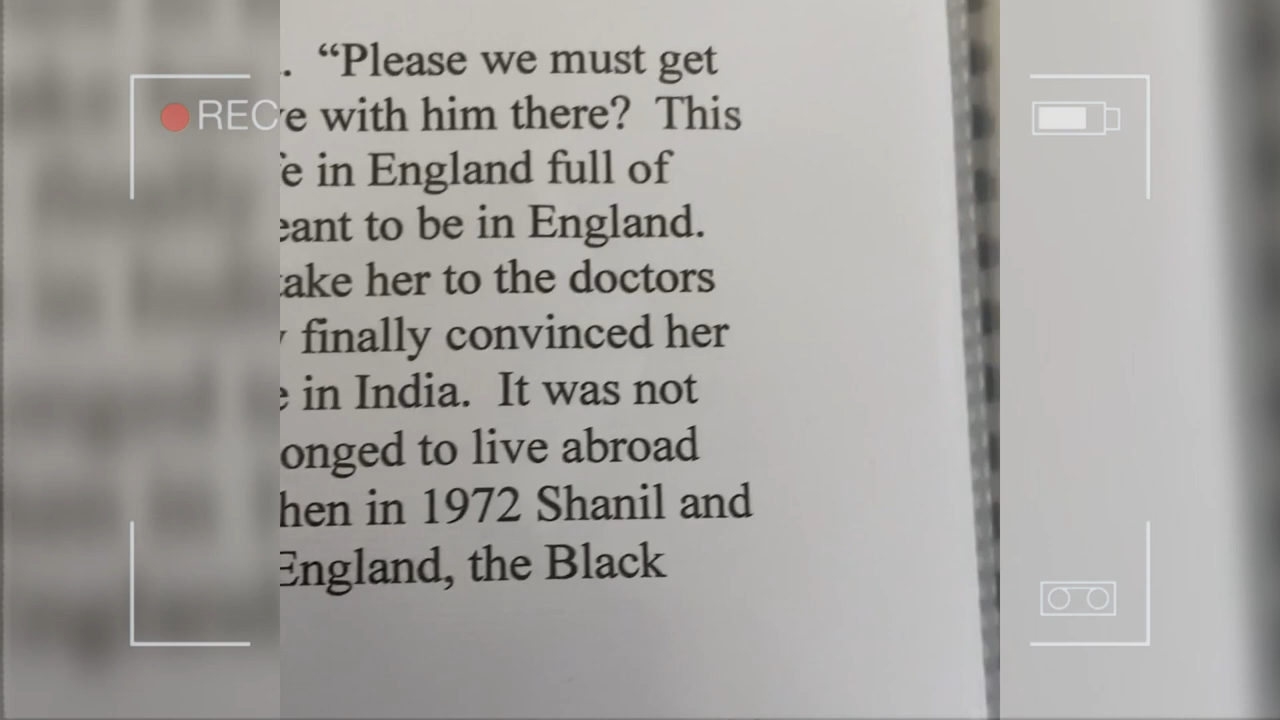 REC
. “Please we must get
e with him there? This
e in England full of
eant to be in England.
take her to the doctors
finally convinced her
e in India. It was not
onged to live abroad
hen in 1972 Shanil and
England, the Black